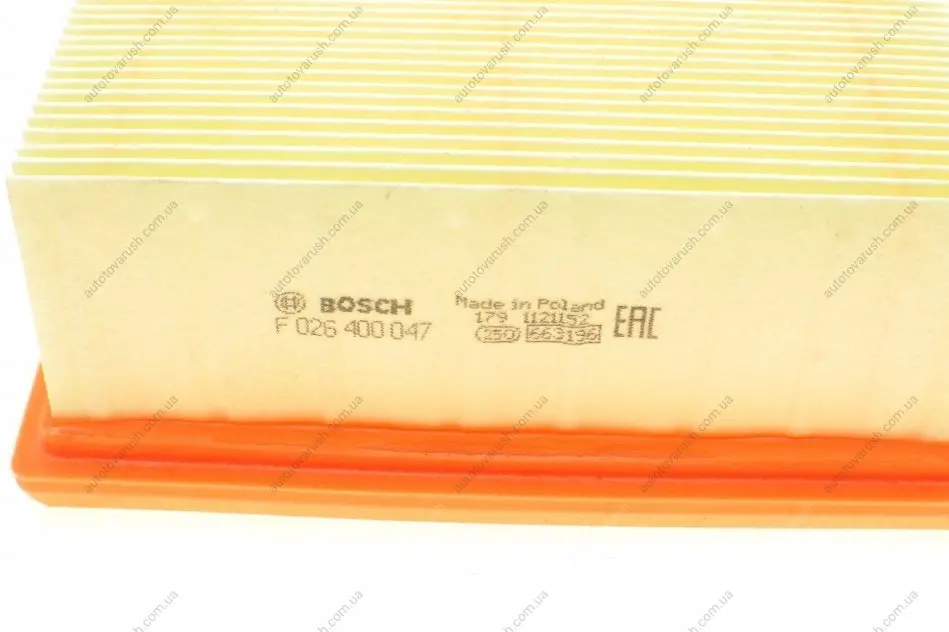 BOSCH
F 026 400 047
Made in Poland
179 1121152
250 663196
EAC
autotovarush.com.ua